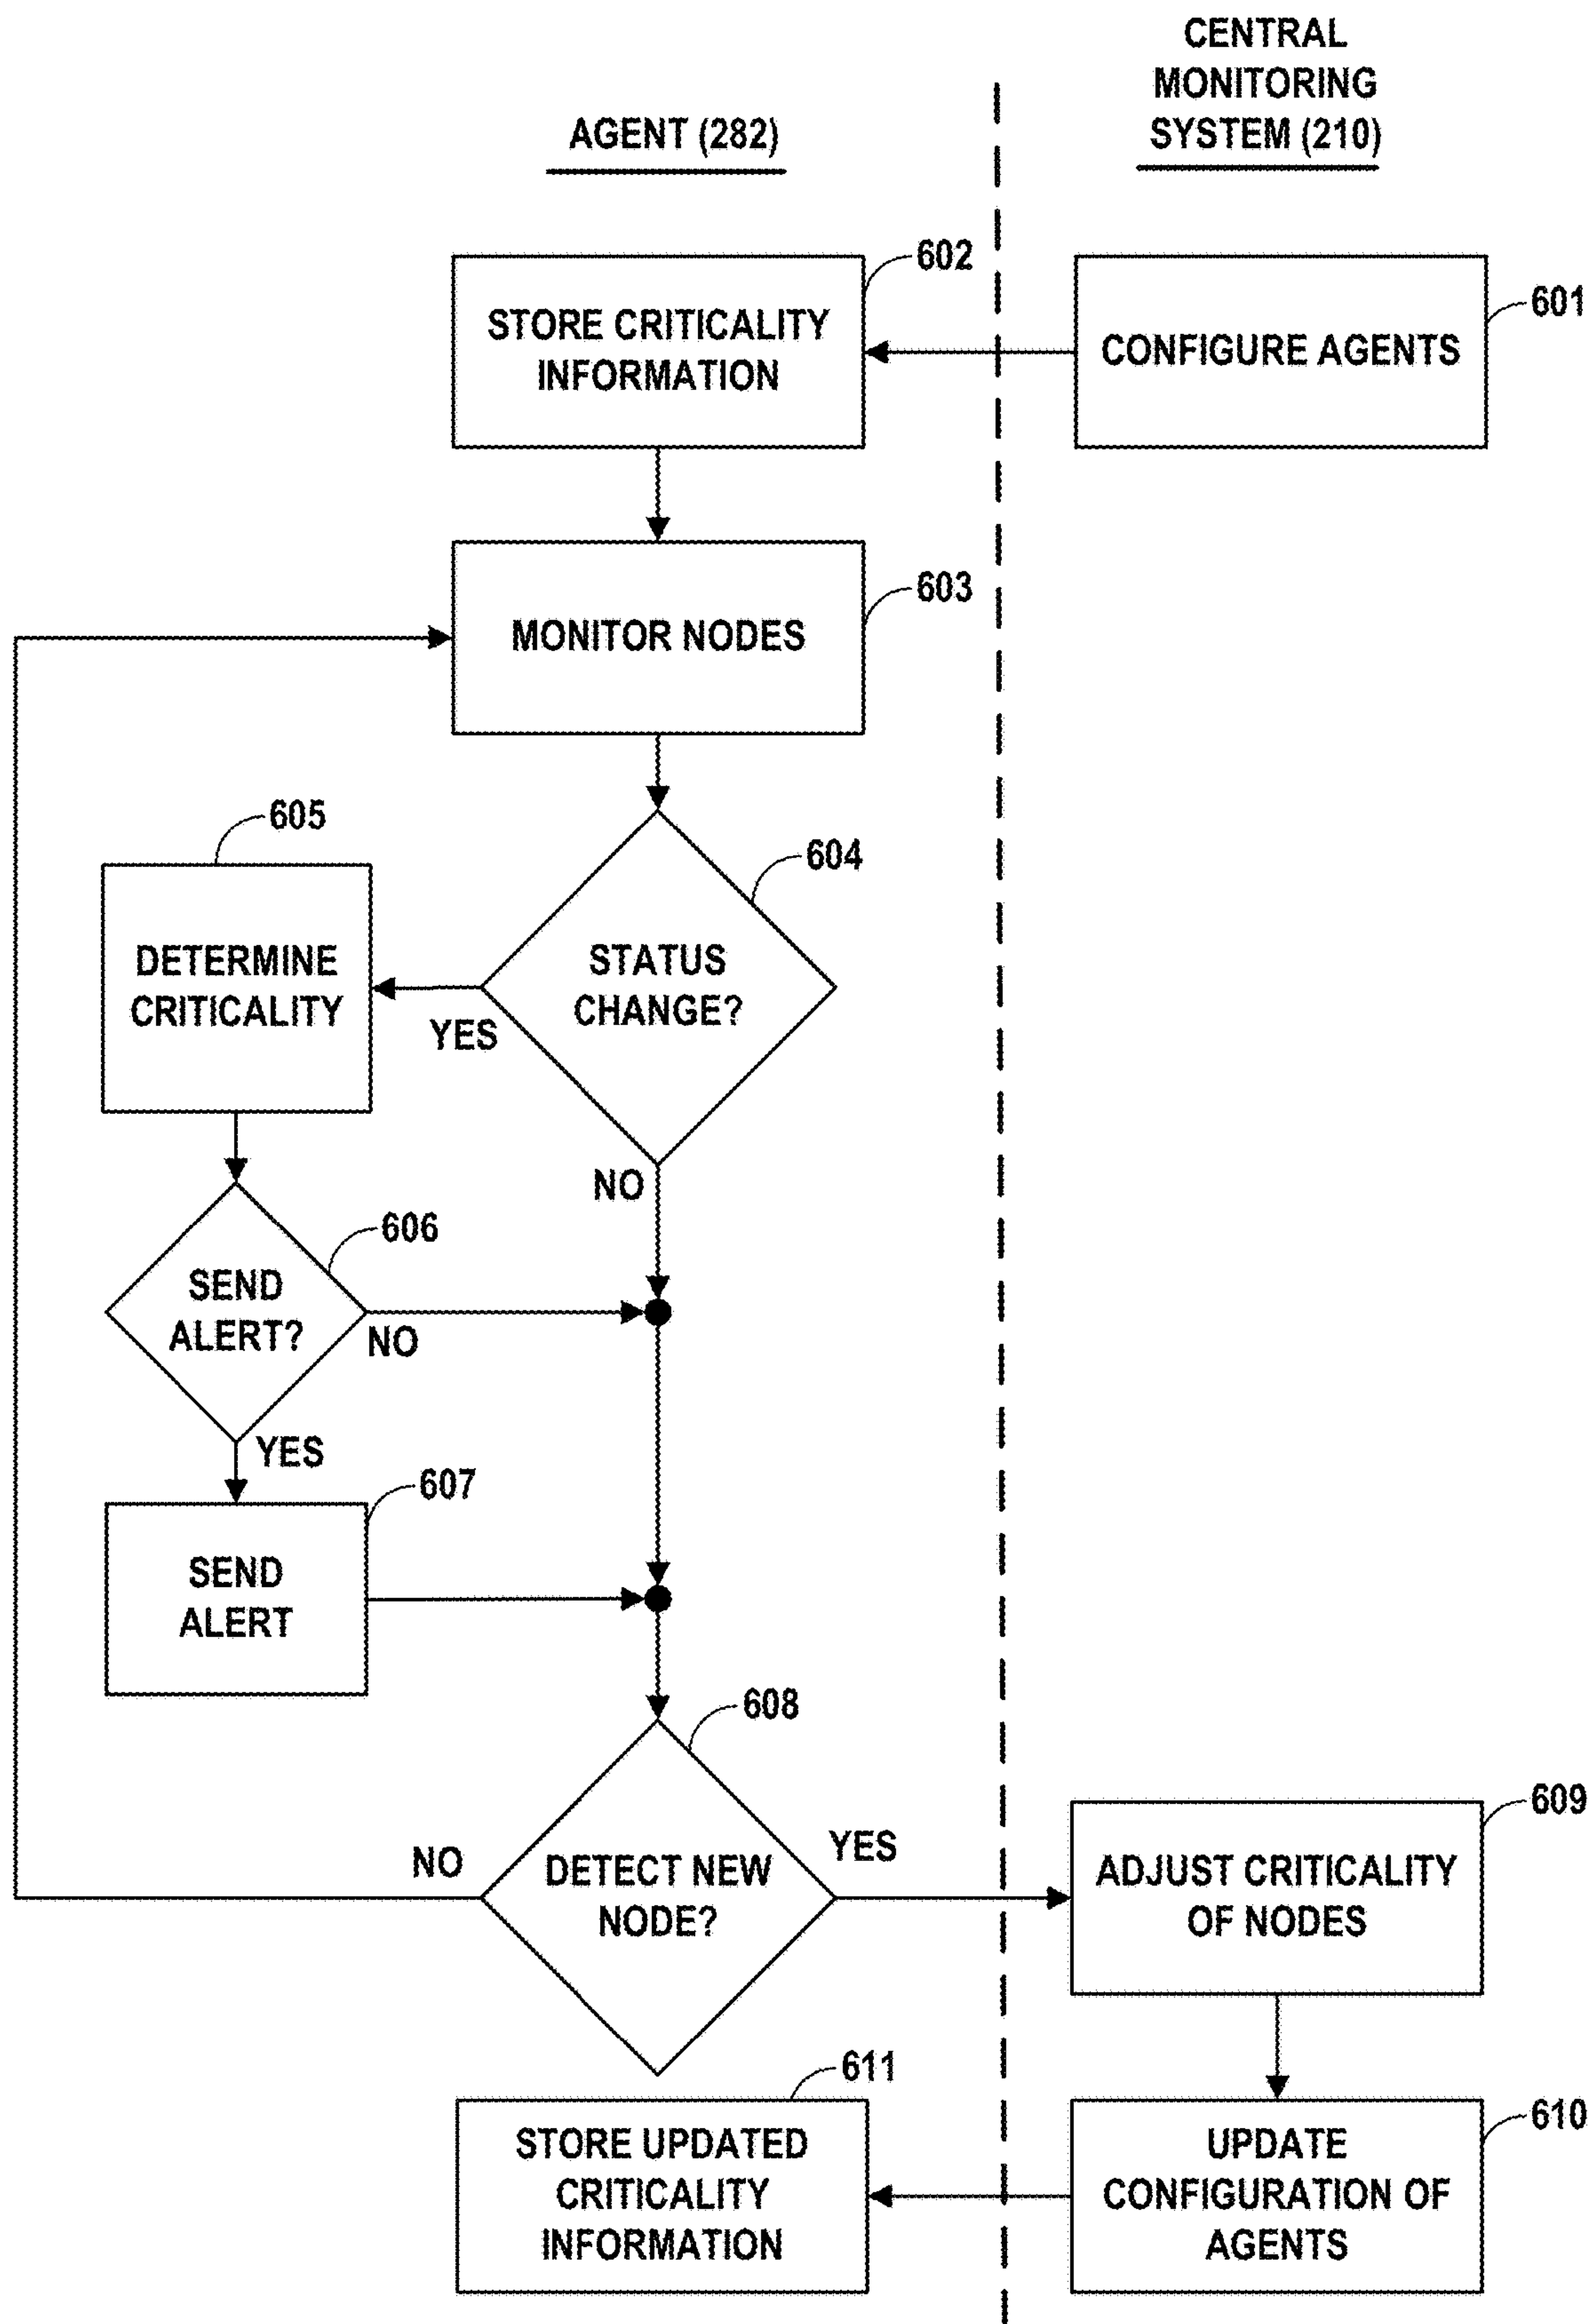 CENTRAL
MONITORING
SYSTEM (210)
AGENT (282)
602
STORE CRITICALITY
INFORMATION
601
CONFIGURE AGENTS
603
MONITOR NODES
605
604
DETERMINE
CRITICALITY
STATUS
CHANGE?
YES
NO
606
SEND
ALERT?
NO
YES
607
SEND
ALERT
608
609
NO
YES
DETECT NEW
NODE?
ADJUST CRITICALITY
OF NODES
611
610
STORE UPDATED
CRITICALITY
INFORMATION
UPDATE
CONFIGURATION OF
AGENTS